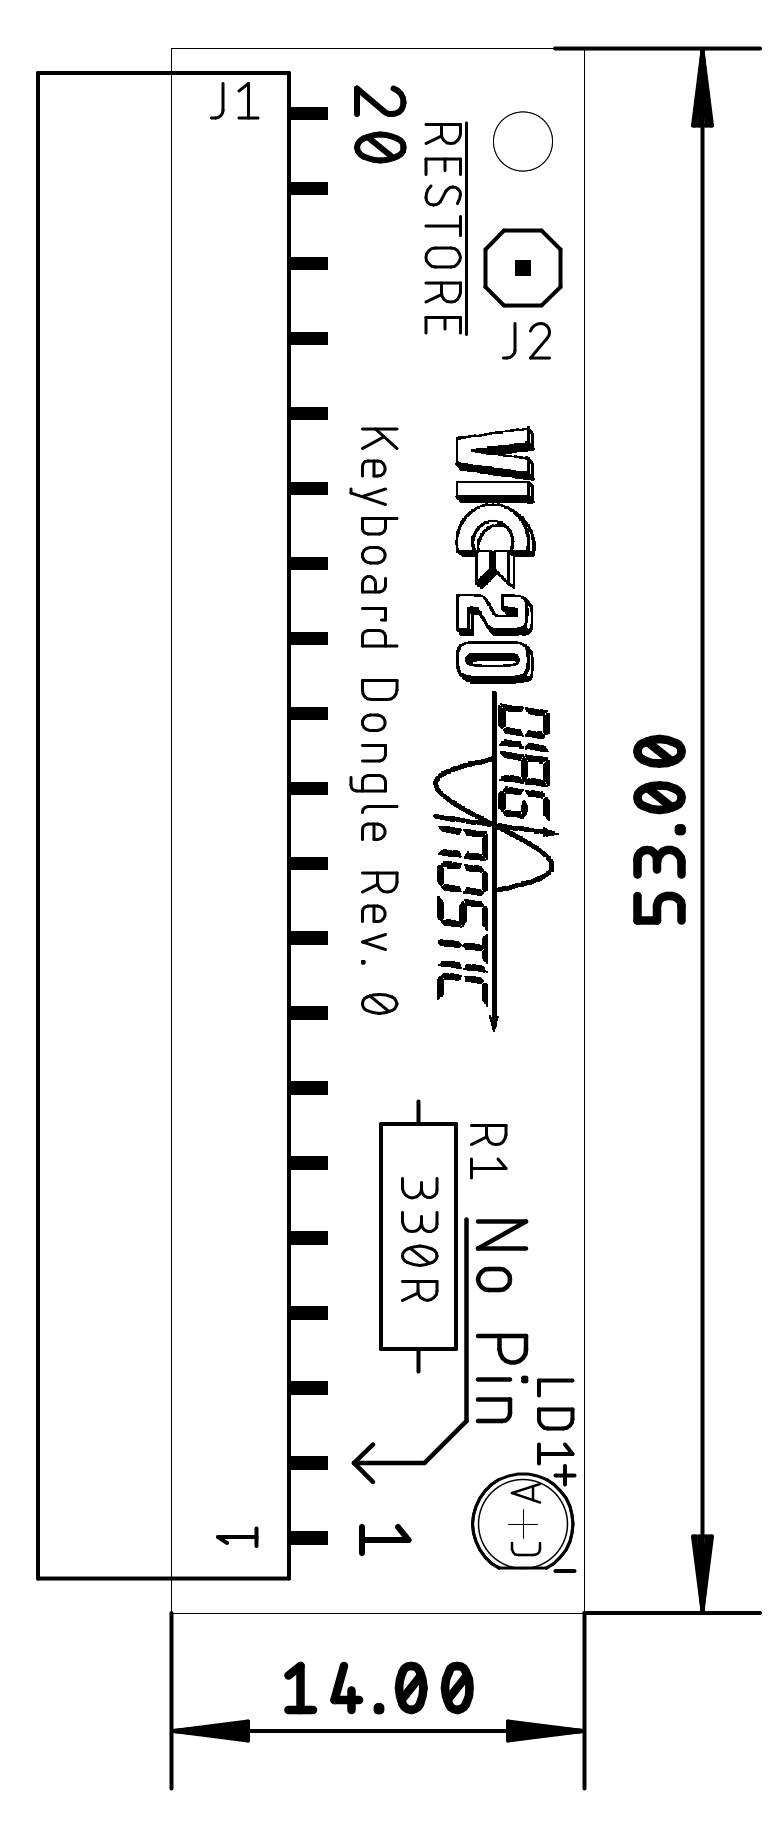 J1
20
RESTORE
J2
Keyboard Dongle Rev. 0
VIC20
DIAG
NOSTIC
53.00
R1
330R
No Pin
LD1
+
A
C
-
1
1
14.00